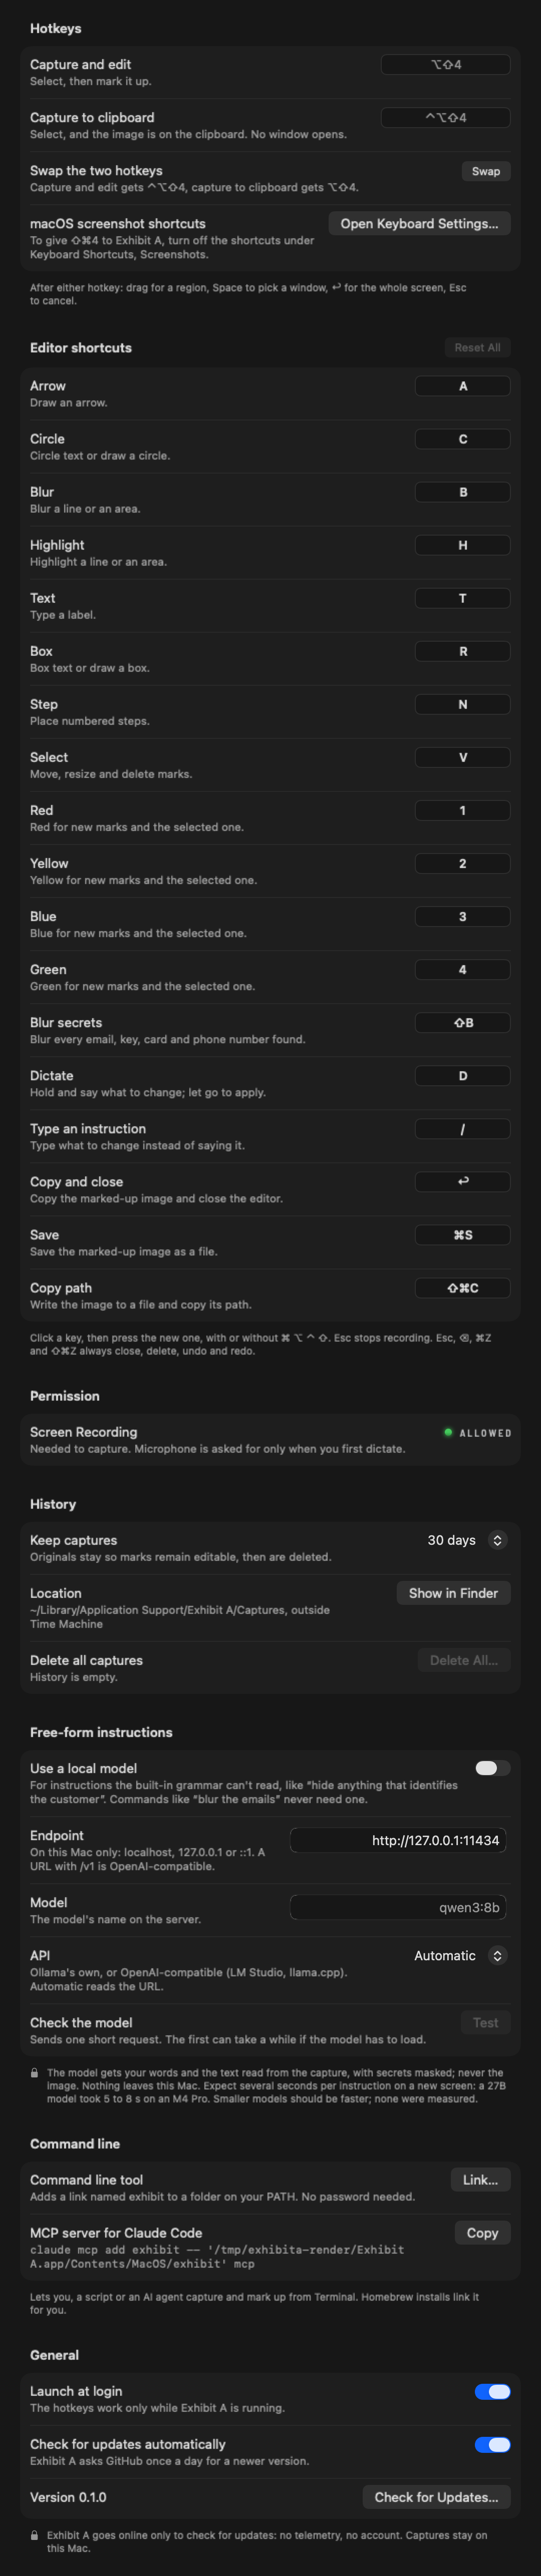 Hotkeys
Capture and edit
⌥⇧4
Select, then mark it up.
Capture to clipboard
⌃⌥⇧4
Select, and the image is on the clipboard. No window opens.
Swap the two hotkeys
Swap
Capture and edit gets ⌃⌥⇧4, capture to clipboard gets ⌥⇧4.
macOS screenshot shortcuts
Open Keyboard Settings...
To give ⇧⌘4 to Exhibit A, turn off the shortcuts under
Keyboard Shortcuts, Screenshots.
After either hotkey: drag for a region, Space to pick a window, ↩ for the whole screen, Esc
to cancel.
Editor shortcuts
Reset All
Arrow
A
Draw an arrow.
Circle
C
Circle text or draw a circle.
Blur
B
Blur a line or an area.
Highlight
H
Highlight a line or an area.
Text
T
Type a label.
Box
R
Box text or draw a box.
Step
N
Place numbered steps.
Select
V
Move, resize and delete marks.
Red
1
Red for new marks and the selected one.
Yellow
2
Yellow for new marks and the selected one.
Blue
3
Blue for new marks and the selected one.
Green
4
Green for new marks and the selected one.
Blur secrets
⇧B
Blur every email, key, card and phone number found.
Dictate
D
Hold and say what to change; let go to apply.
Type an instruction
/
Type what to change instead of saying it.
Copy and close
↩
Copy the marked-up image and close the editor.
Save
⌘S
Save the marked-up image as a file.
Copy path
⇧⌘C
Write the image to a file and copy its path.
Click a key, then press the new one, with or without ⌘ ⌥ ⌃ ⇧. Esc stops recording. Esc, ⌫, ⌘Z
and ⇧⌘Z always close, delete, undo and redo.
Permission
Screen Recording
ALLOWED
Needed to capture. Microphone is asked for only when you first dictate.
History
Keep captures
30 days
Originals stay so marks remain editable, then are deleted.
Location
Show in Finder
~/Library/Application Support/Exhibit A/Captures, outside
Time Machine
Delete all captures
Delete All...
History is empty.
Free-form instructions
Use a local model
For instructions the built-in grammar can't read, like “hide anything that identifies
the customer”. Commands like “blur the emails” never need one.
Endpoint
http://127.0.0.1:11434
On this Mac only: localhost, 127.0.0.1 or ::1. A
URL with /v1 is OpenAI-compatible.
Model
qwen3:8b
The model's name on the server.
API
Automatic
Ollama's own, or OpenAI-compatible (LM Studio, llama.cpp).
Automatic reads the URL.
Check the model
Test
Sends one short request. The first can take a while if the model has to load.
The model gets your words and the text read from the capture, with secrets masked; never the
image. Nothing leaves this Mac. Expect several seconds per instruction on a new screen: a 27B
model took 5 to 8 s on an M4 Pro. Smaller models should be faster; none were measured.
Command line
Command line tool
Link...
Adds a link named exhibit to a folder on your PATH. No password needed.
MCP server for Claude Code
Copy
claude mcp add exhibit -- '/tmp/exhibita-render/Exhibit
A.app/Contents/MacOS/exhibit' mcp
Lets you, a script or an AI agent capture and mark up from Terminal. Homebrew installs link it
for you.
General
Launch at login
The hotkeys work only while Exhibit A is running.
Check for updates automatically
Exhibit A asks GitHub once a day for a newer version.
Version 0.1.0
Check for Updates...
Exhibit A goes online only to check for updates: no telemetry, no account. Captures stay on
this Mac.